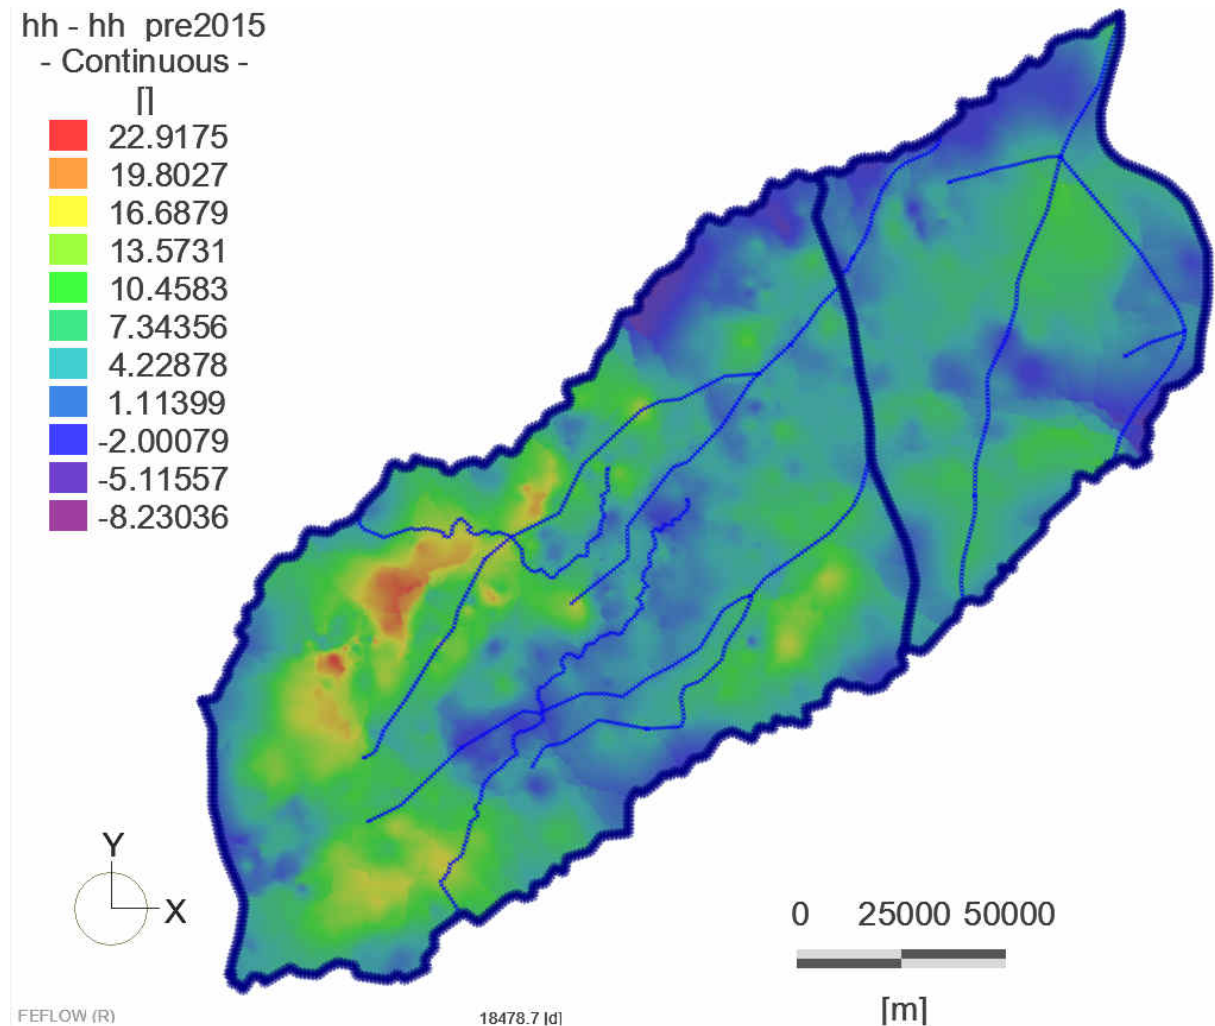 hh - hh pre2015
- Continuous -
[]
22.9175
19.8027
16.6879
13.5731
10.4583
7.34356
4.22878
1.11399
-2.00079
-5.11557
-8.23036
Y
X
0 25000 50000
[m]
FEFLOW (R)
18478.7 [d]